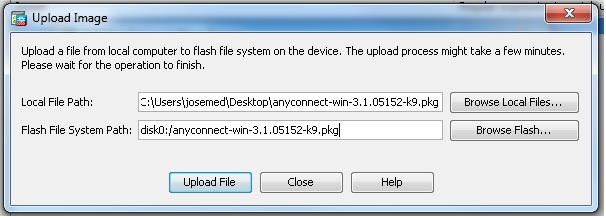 Upload Image
Upload a file from local computer to flash file system on the device. The upload process might take a few minutes.
Please wait for the operation to finish.
Local File Path: C:\Users\josemed\Desktop\anyconnect-win-3.1.05152-k9.pkg Browse Local Files...
Flash File System Path: disk0:/anyconnect-win-3.1.05152-k9.pkg Browse Flash...
Upload File Close Help